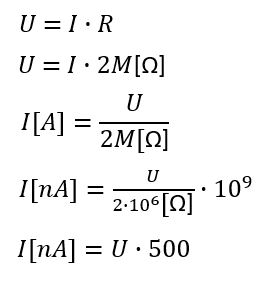 U = I · R
U = I · 2M[Ω]
I[A] = U / 2M[Ω]
I[nA] = U / 2·10⁶[Ω] · 10⁹
I[nA] = U · 500